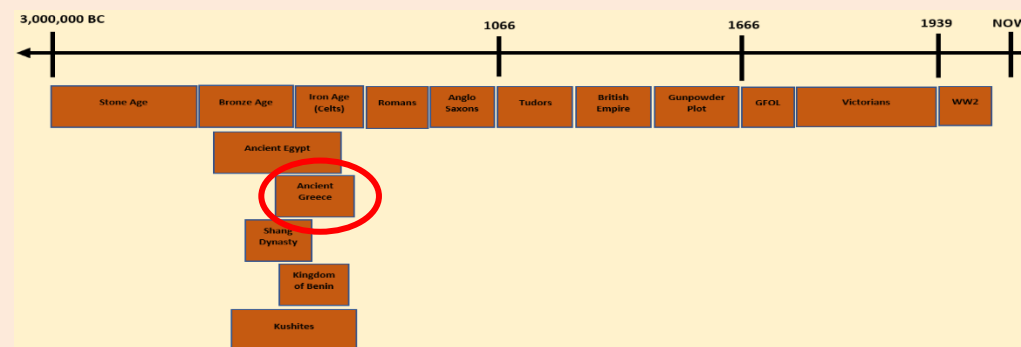 3,000,000 BC
1066
1666
1939
NOW
Stone Age
Bronze Age
Iron Age
(Celts)
Romans
Anglo
Saxons
Tudors
British
Empire
Gunpowder
Plot
GFOL
Victorians
WW2
Ancient Egypt
Ancient
Greece
Shang
Dynasty
Kingdom
of Benin
Kushites